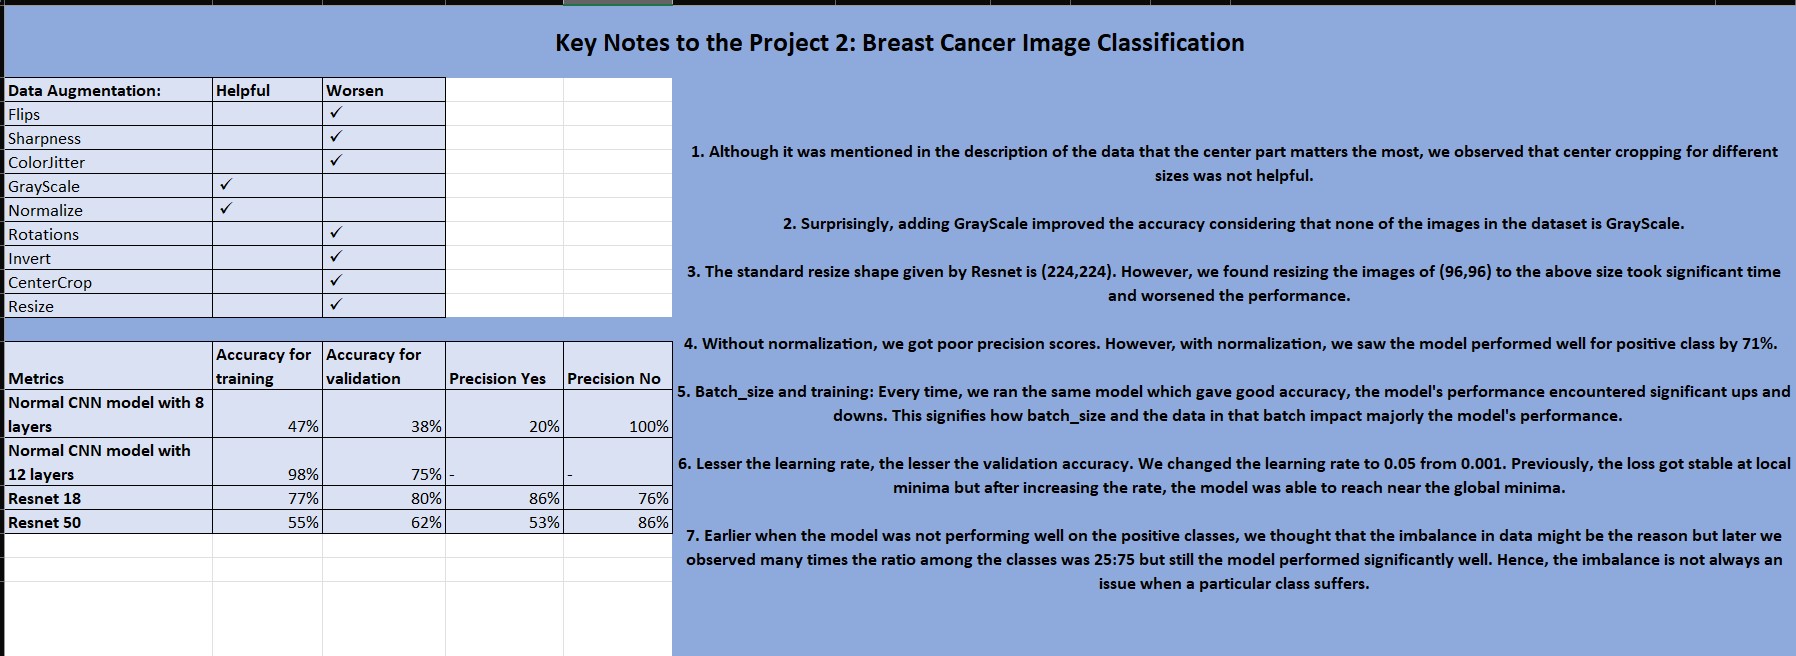 Key Notes to the Project 2: Breast Cancer Image Classification
Data Augmentation: Helpful Worsen
Flips ✓
Sharpness ✓
ColorJitter ✓
GrayScale ✓
Normalize ✓
Rotations ✓
Invert ✓
CenterCrop ✓
Resize ✓
Metrics Accuracy for training Accuracy for validation Precision Yes Precision No
Normal CNN model with 8 layers 47% 38% 20% 100%
Normal CNN model with 12 layers 98% 75% - -
Resnet 18 77% 80% 86% 76%
Resnet 50 55% 62% 53% 86%
1. Although it was mentioned in the description of the data that the center part matters the most, we observed that center cropping for different
sizes was not helpful.
2. Surprisingly, adding GrayScale improved the accuracy considering that none of the images in the dataset is GrayScale.
3. The standard resize shape given by Resnet is (224,224). However, we found resizing the images of (96,96) to the above size took significant time
and worsened the performance.
4. Without normalization, we got poor precision scores. However, with normalization, we saw the model performed well for positive class by 71%.
5. Batch_size and training: Every time, we ran the same model which gave good accuracy, the model's performance encountered significant ups and
downs. This signifies how batch_size and the data in that batch impact majorly the model's performance.
6. Lesser the learning rate, the lesser the validation accuracy. We changed the learning rate to 0.05 from 0.001. Previously, the loss got stable at local
minima but after increasing the rate, the model was able to reach near the global minima.
7. Earlier when the model was not performing well on the positive classes, we thought that the imbalance in data might be the reason but later we
observed many times the ratio among the classes was 25:75 but still the model performed significantly well. Hence, the imbalance is not always an
issue when a particular class suffers.